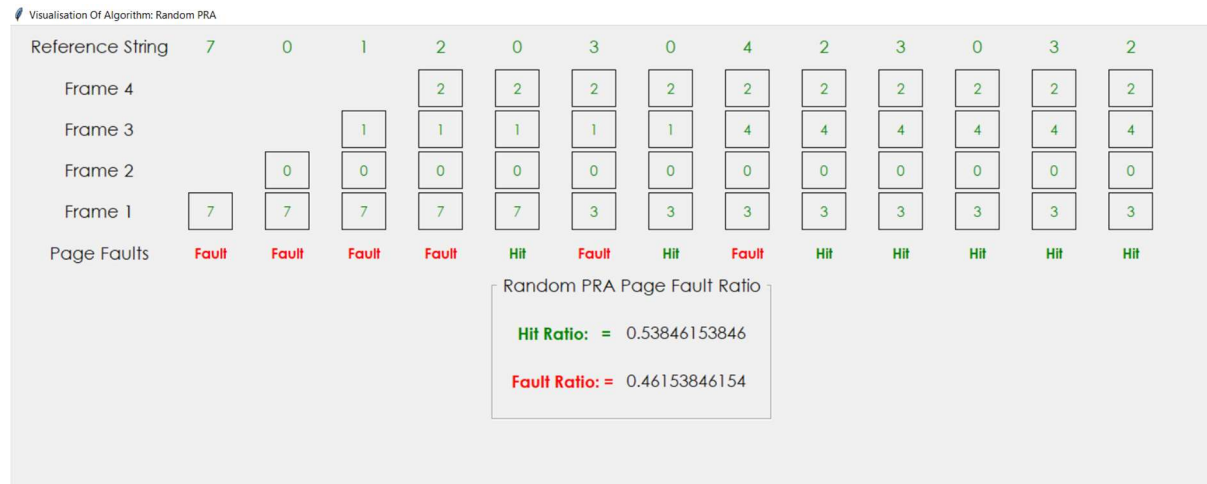 Visualisation Of Algorithm: Random PRA
Reference String 7 0 1 2 0 3 0 4 2 3 0 3 2
Frame 4 2 2 2 2 2 2 2 2 2 2
Frame 3 1 1 1 1 1 4 4 4 4 4 4
Frame 2 0 0 0 0 0 0 0 0 0 0 0 0
Frame 1 7 7 7 7 7 3 3 3 3 3 3 3 3
Page Faults Fault Fault Fault Fault Hit Fault Hit Fault Hit Hit Hit Hit Hit
Random PRA Page Fault Ratio
Hit Ratio: = 0.53846153846
Fault Ratio: = 0.46153846154